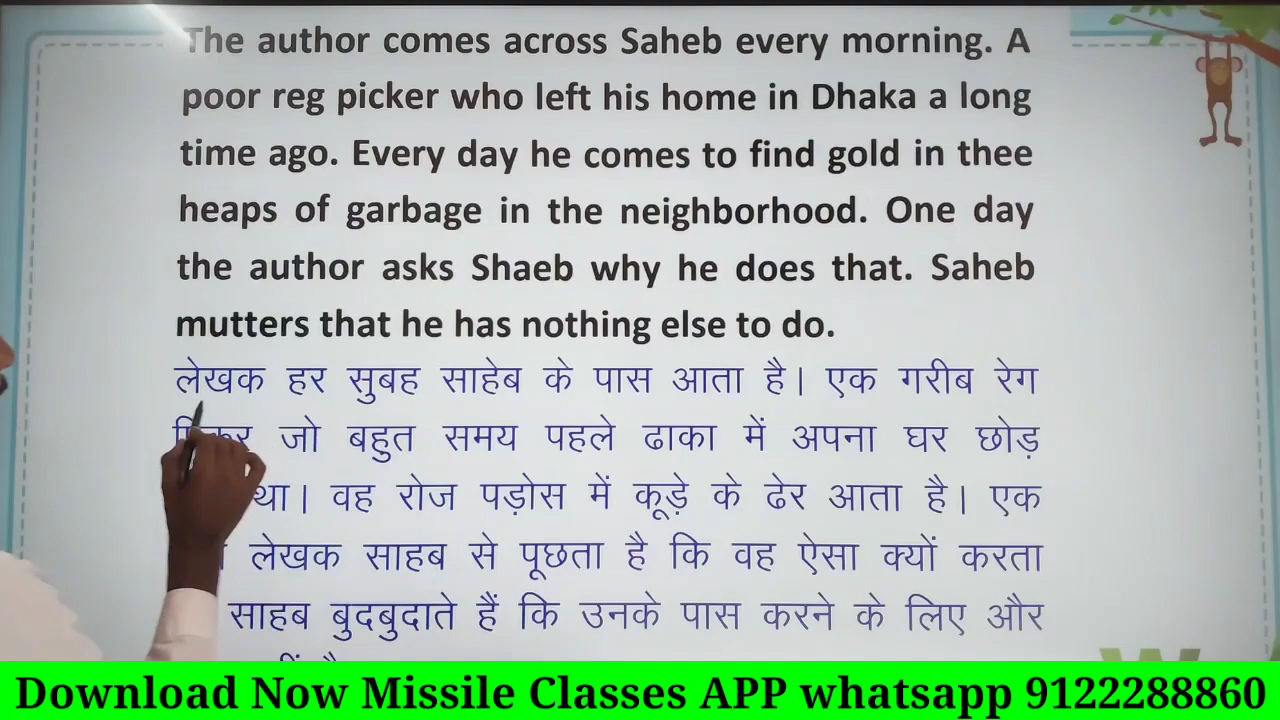 The author comes across Saheb every morning. A
poor reg picker who left his home in Dhaka a long
time ago. Every day he comes to find gold in thee
heaps of garbage in the neighborhood. One day
the author asks Shaeb why he does that. Saheb
mutters that he has nothing else to do.
लेखक हर सुबह साहेब के पास आता है। एक गरीब रेग
जो बहुत समय पहले ढाका में अपना घर छोड़
था। वह रोज पड़ोस में कूड़े के ढेर आता है। एक
लेखक साहब से पूछता है कि वह ऐसा क्यों करता
साहब बुदबुदाते हैं कि उनके पास करने के लिए और
Download Now Missile Classes APP whatsapp 9122288860